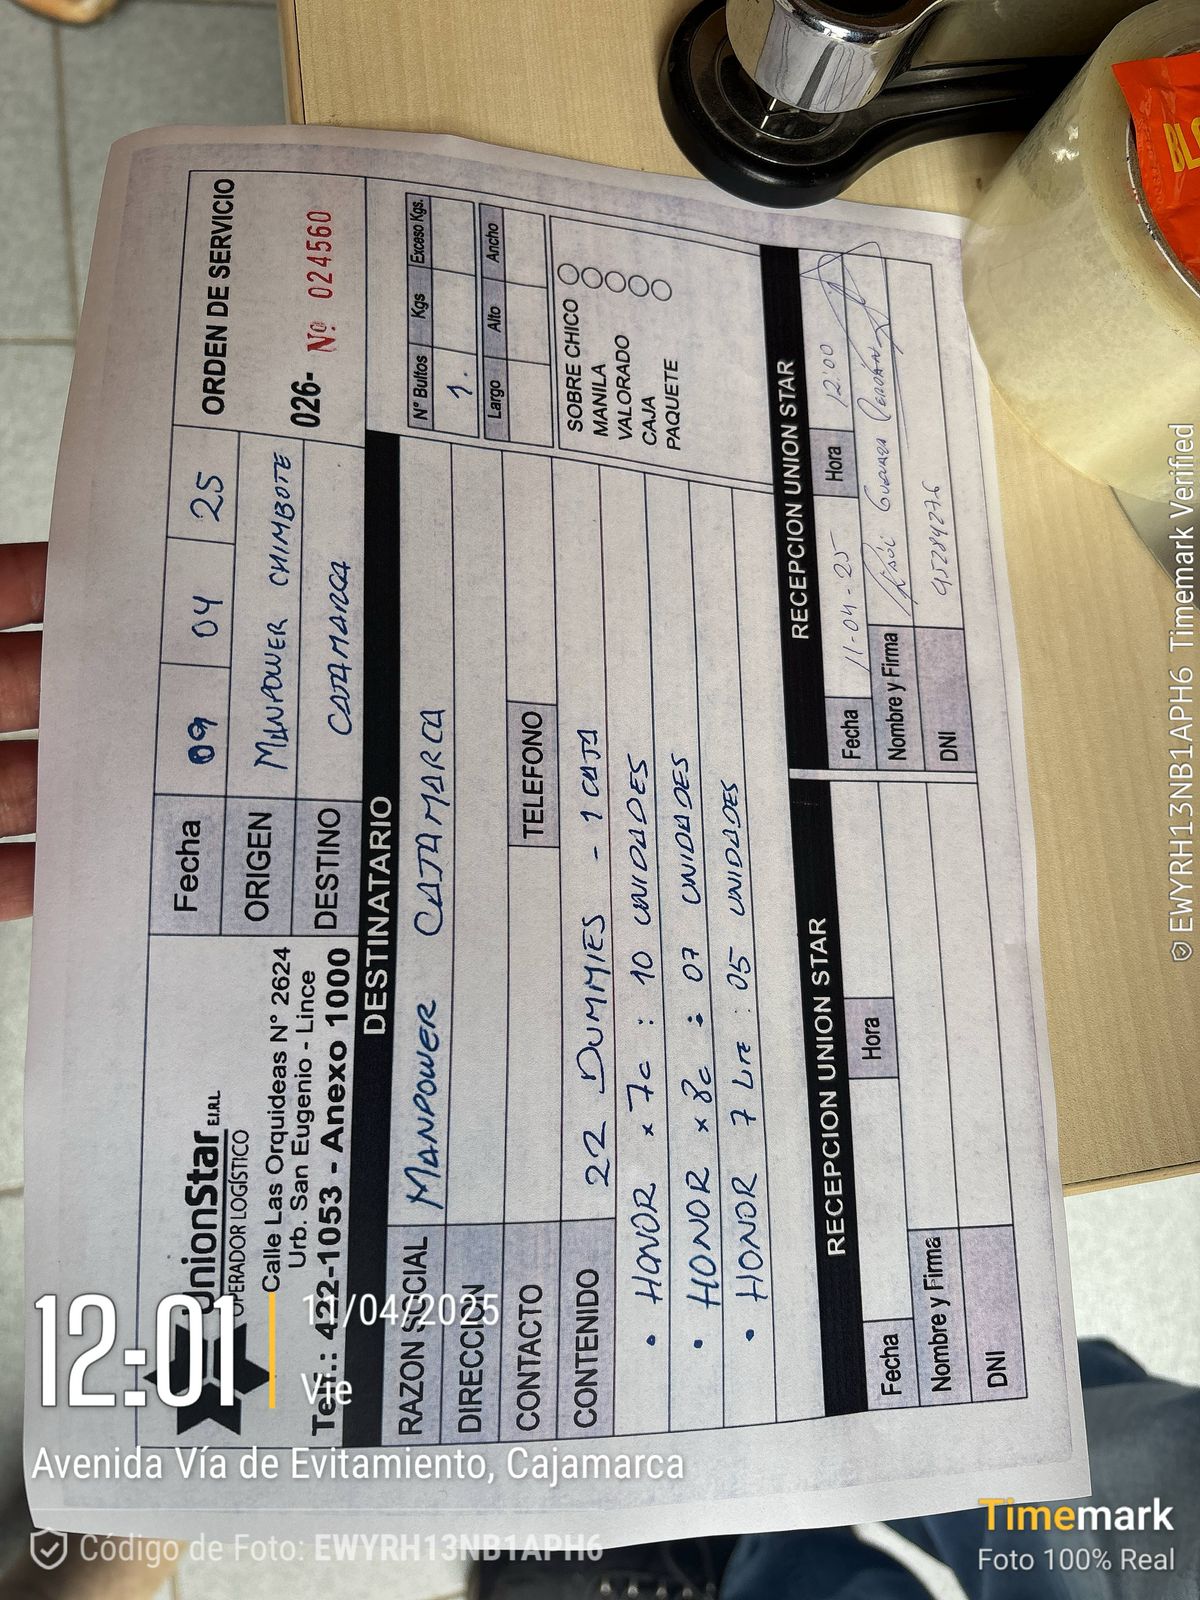 UnionStar E.I.R.L
OPERADOR LOGÍSTICO
Calle Las Orquideas N° 2624
Urb. San Eugenio - Lince
Telf.: 422-1053 - Anexo 1000
Fecha 09 04 25
ORIGEN MANPOWER CHIMBOTE
DESTINO CAJAMARCA
ORDEN DE SERVICIO
026- Nº 024560
DESTINATARIO
RAZON SOCIAL MANPOWER CAJAMARCA
DIRECCION
CONTACTO TELEFONO
CONTENIDO 22 DUMMIES - 1 CAJA
• HONOR x 7c : 10 UNIDADES
• HONOR x 8c : 07 UNIDADES
• HONOR 7 LITE : 05 UNIDADES
N° Bultos Kgs Exceso Kgs.
1.
Largo Alto Ancho
SOBRE CHICO
MANILA
VALORADO
CAJA
PAQUETE
RECEPCION UNION STAR
Fecha Hora
Nombre y Firma
DNI
RECEPCION UNION STAR
Fecha 11-04-25 Hora 12:00
Nombre y Firma
DNI 45284276
BLO
12:01
11/04/2025
Vie
Avenida Vía de Evitamiento, Cajamarca
Código de Foto: EWYRH13NB1APH6
Timemark
Foto 100% Real
EWYRH13NB1APH6 Timemark Verified